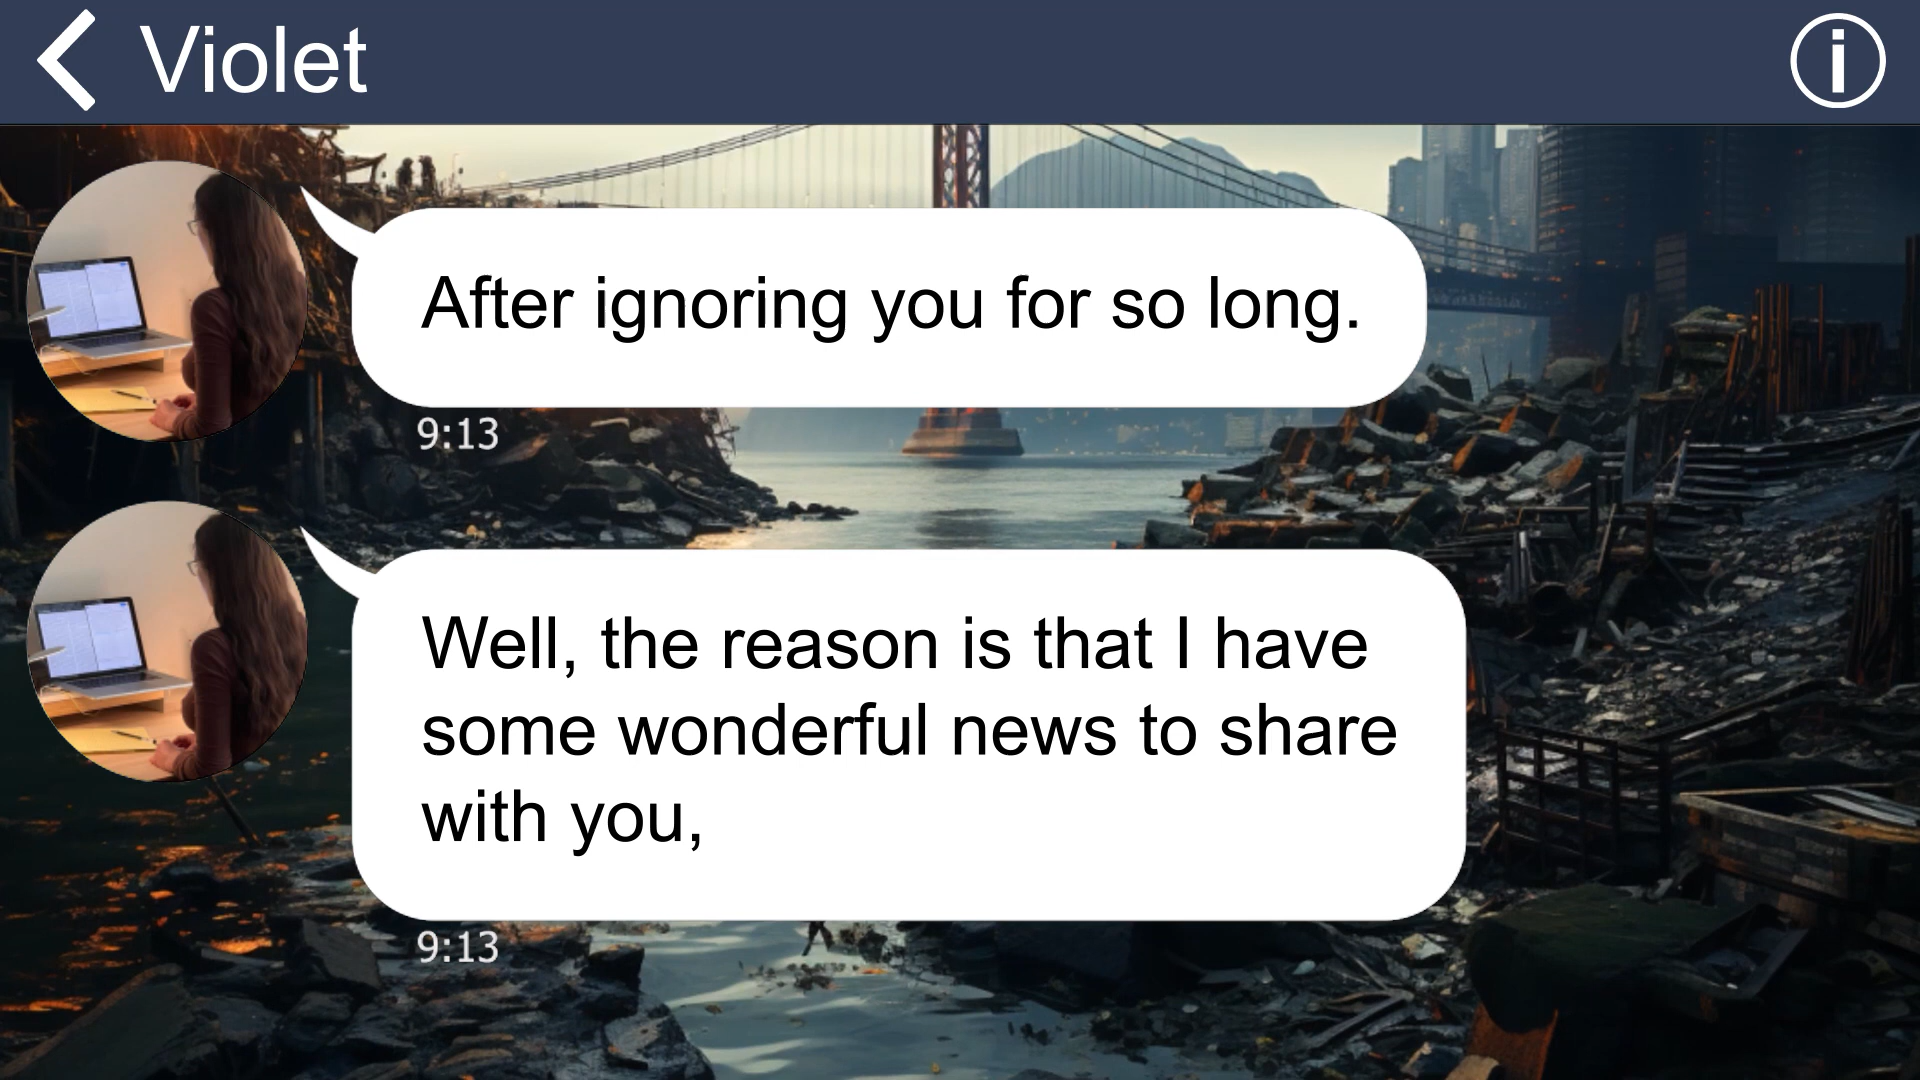 Violet
After ignoring you for so long.
9:13
Well, the reason is that I have
some wonderful news to share
with you,
9:13